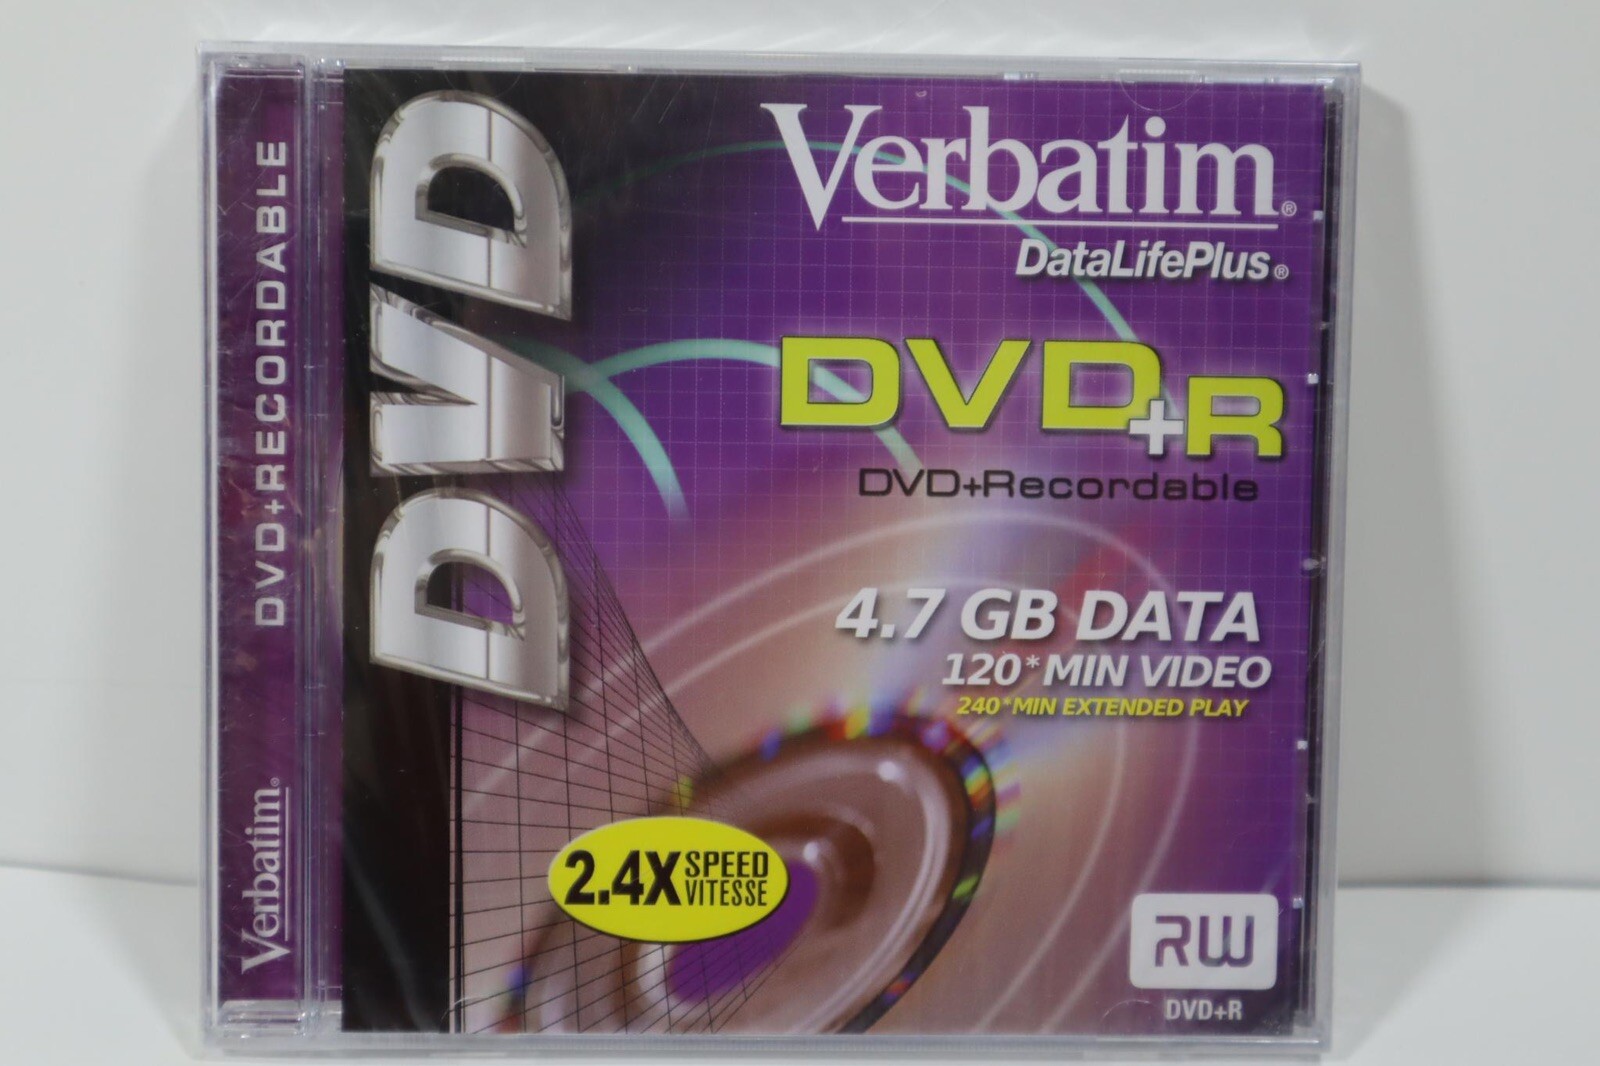 DVD+RECORDABLE
Verbatim®
DVD
Verbatim®
DataLifePlus®
DVD+R
DVD+Recordable
4.7 GB DATA
120*MIN VIDEO
240*MIN EXTENDED PLAY
2.4X SPEED
VITESSE
RW
DVD+R